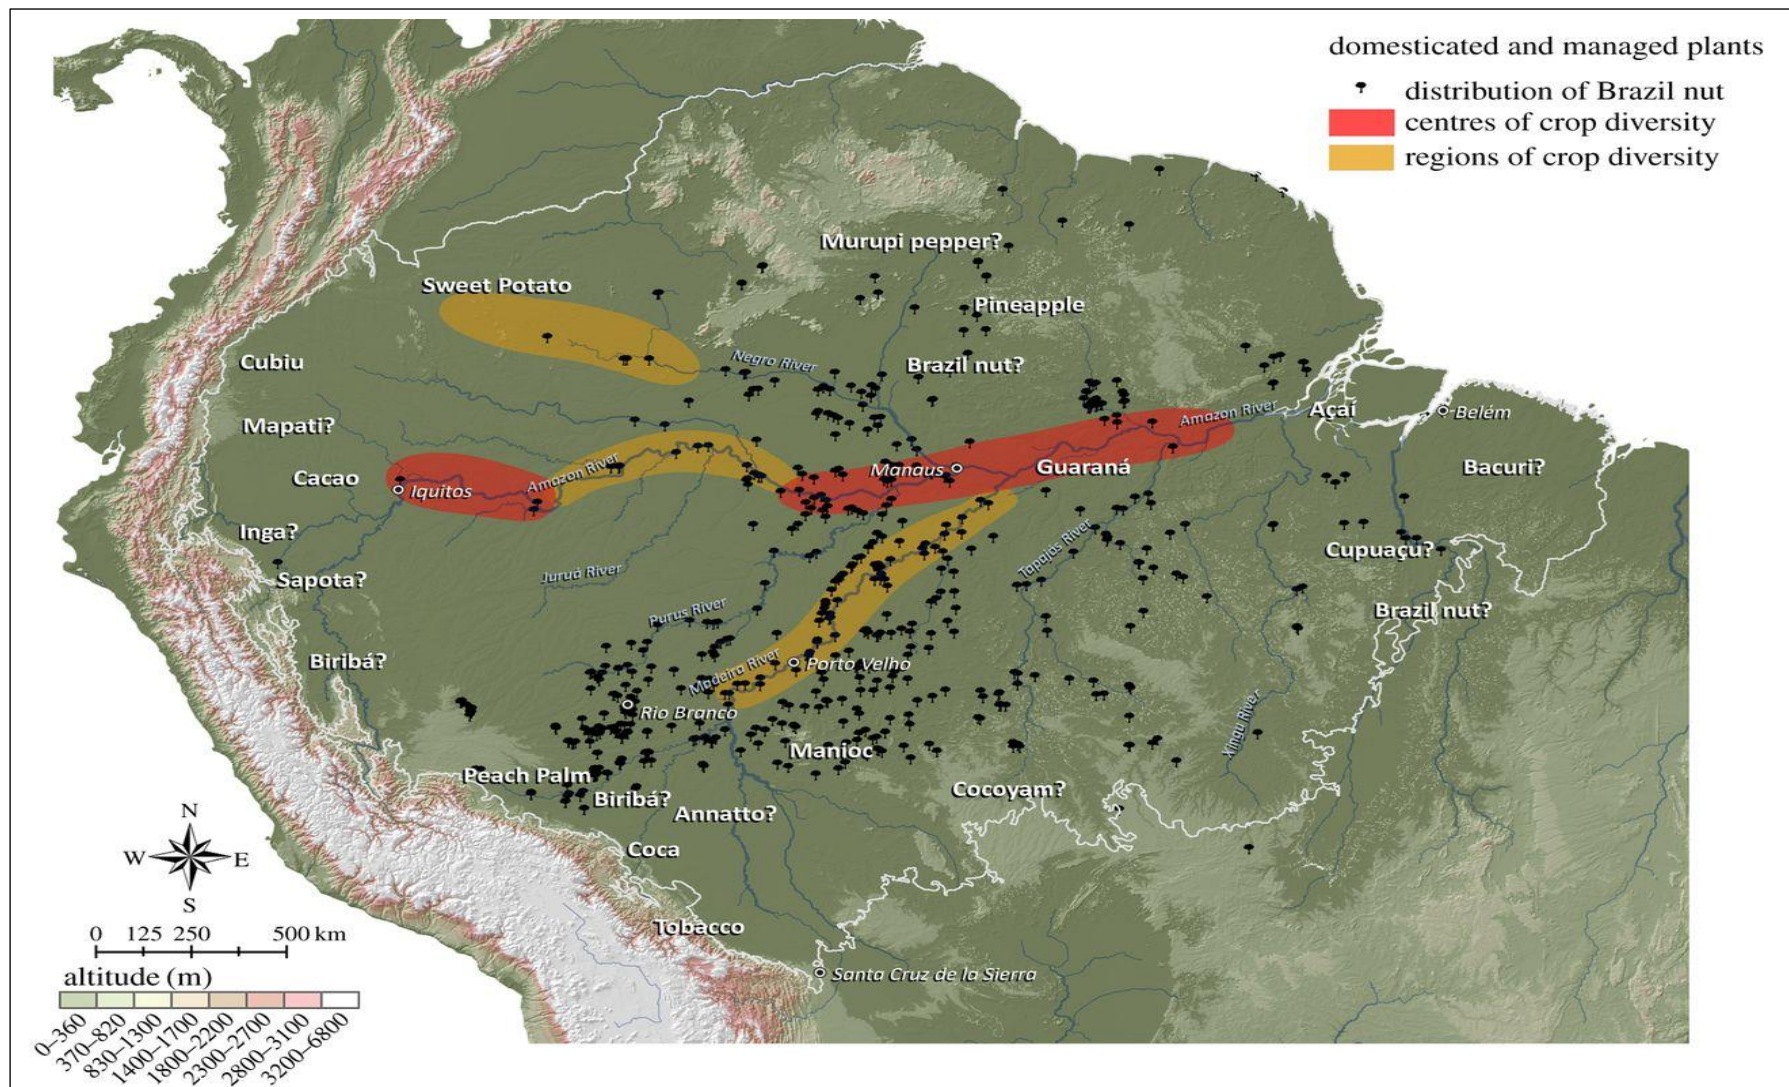 domesticated and managed plants
distribution of Brazil nut
centres of crop diversity
regions of crop diversity
Murupi pepper?
Sweet Potato
Pineapple
Negro River
Cubiu
Brazil nut?
Amazon River
Açaí
Belém
Mapati?
Amazon River
Manaus
Guaraná
Bacuri?
Cacao
Iquitos
Inga?
Tapajós River
Cupuaçu?
Sapota?
Juruá River
Purus River
Brazil nut?
Biribá?
Madeira River
Porto Velho
Rio Branco
Xingu River
Manioc
Peach Palm
Biribá?
Cocoyam?
Annatto?
Coca
Tobacco
Santa Cruz de la Sierra
N
W E
S
0 125 250 500 km
altitude (m)
0–360
370–820
830–1300
1400–1700
1800–2200
2300–2700
2800–3100
3200–6800